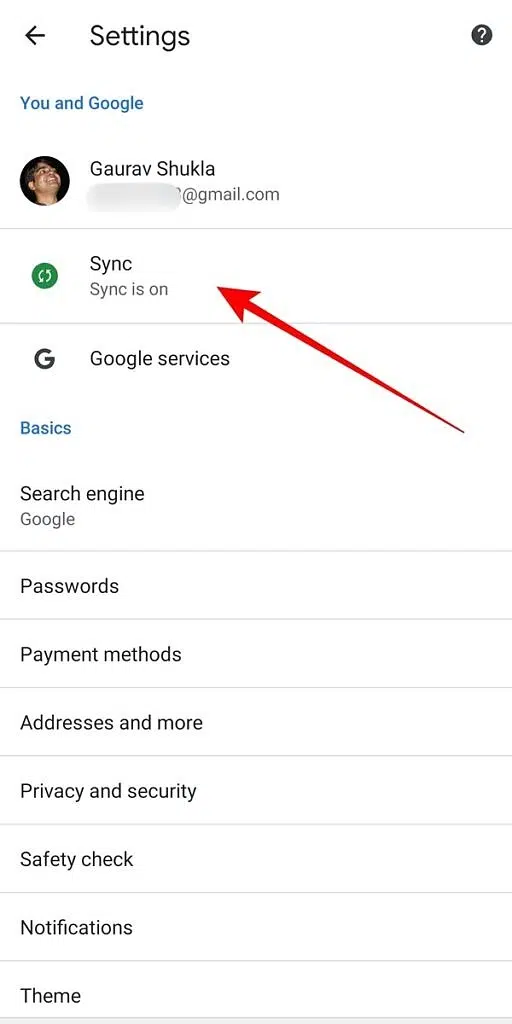 Settings
You and Google
Gaurav Shukla
@gmail.com
Sync
Sync is on
Google services
Basics
Search engine
Google
Passwords
Payment methods
Addresses and more
Privacy and security
Safety check
Notifications
Theme